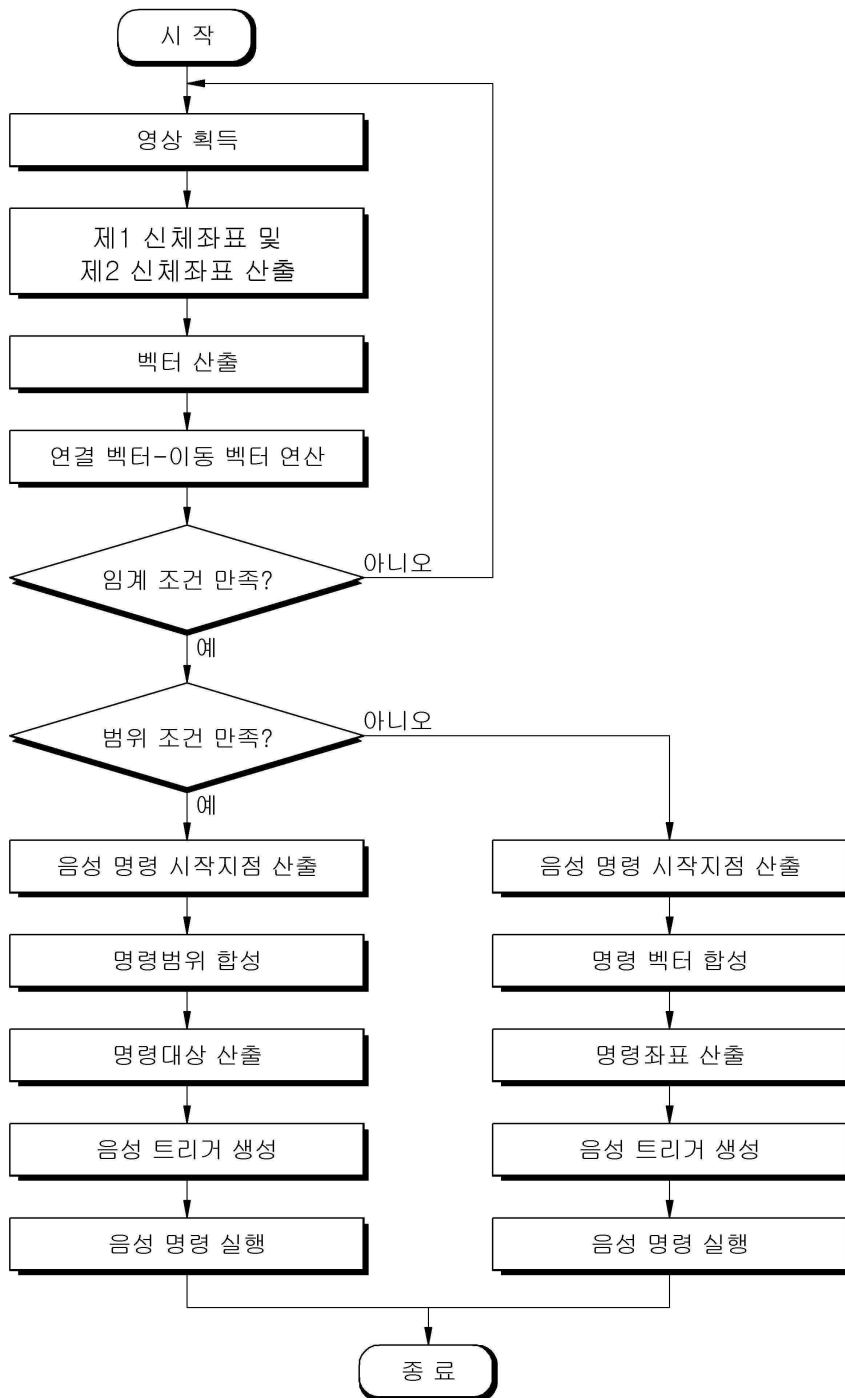 시 작
영상 획득
제1 신체좌표 및
제2 신체좌표 산출
벡터 산출
연결 벡터-이동 벡터 연산
임계 조건 만족?
아니오
예
범위 조건 만족?
아니오
예
음성 명령 시작지점 산출
명령범위 합성
명령대상 산출
음성 트리거 생성
음성 명령 실행
음성 명령 시작지점 산출
명령 벡터 합성
명령좌표 산출
음성 트리거 생성
음성 명령 실행
종 료